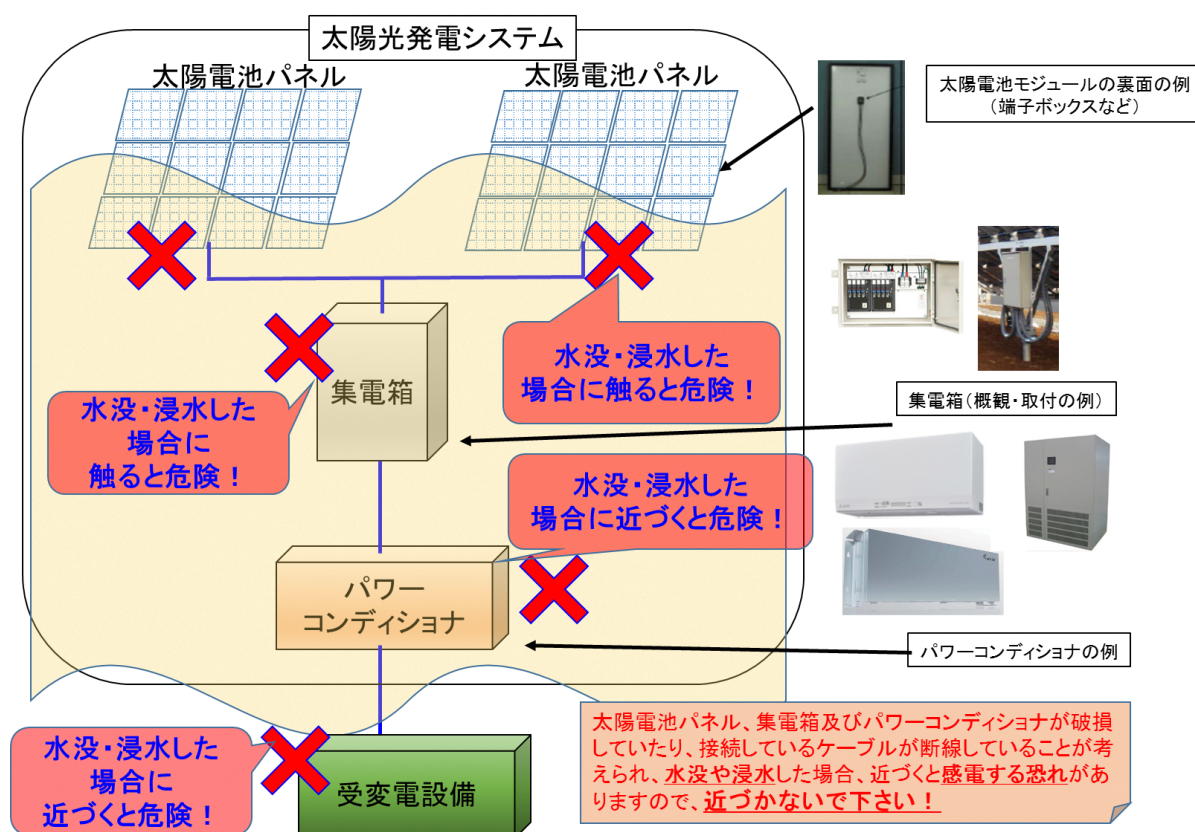 太陽光発電システム
太陽電池パネル
太陽電池パネル
太陽電池モジュールの裏面の例
(端子ボックスなど)
水没・浸水した
場合に触ると危険！
集電箱
水没・浸水した
場合に
触ると危険！
集電箱(概観・取付の例)
水没・浸水した
場合に近づくと危険！
パワー
コンディショナ
パワーコンディショナの例
水没・浸水した
場合に
近づくと危険！
受変電設備
太陽電池パネル、集電箱及びパワーコンディショナが破損
していたり、接続しているケーブルが断線していることが考
えられ、水没や浸水した場合、近づくと感電する恐れがあ
りますので、近づかないで下さい！